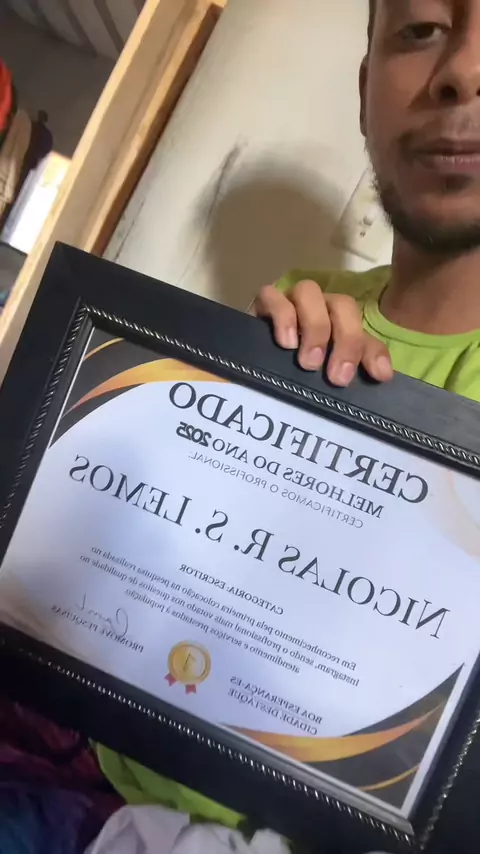 CERTIFICADO
MELHORES DO ANO 2025
CERTIFICAMOS O PROFISSIONAL
NICOLAS R. S. LEMOS
CATEGORIA: ESCRITOR
Em reconhecimento pela primeira colocação na pesquisa realisada no
Instagram, sendo o profissional mais votado nos quesitos de qualidade no
atendimento e serviços prestados a população.
BOA ESPERANÇA-ES
CIDADE DESTAQUE
1
PROMOVE PESQUISAS